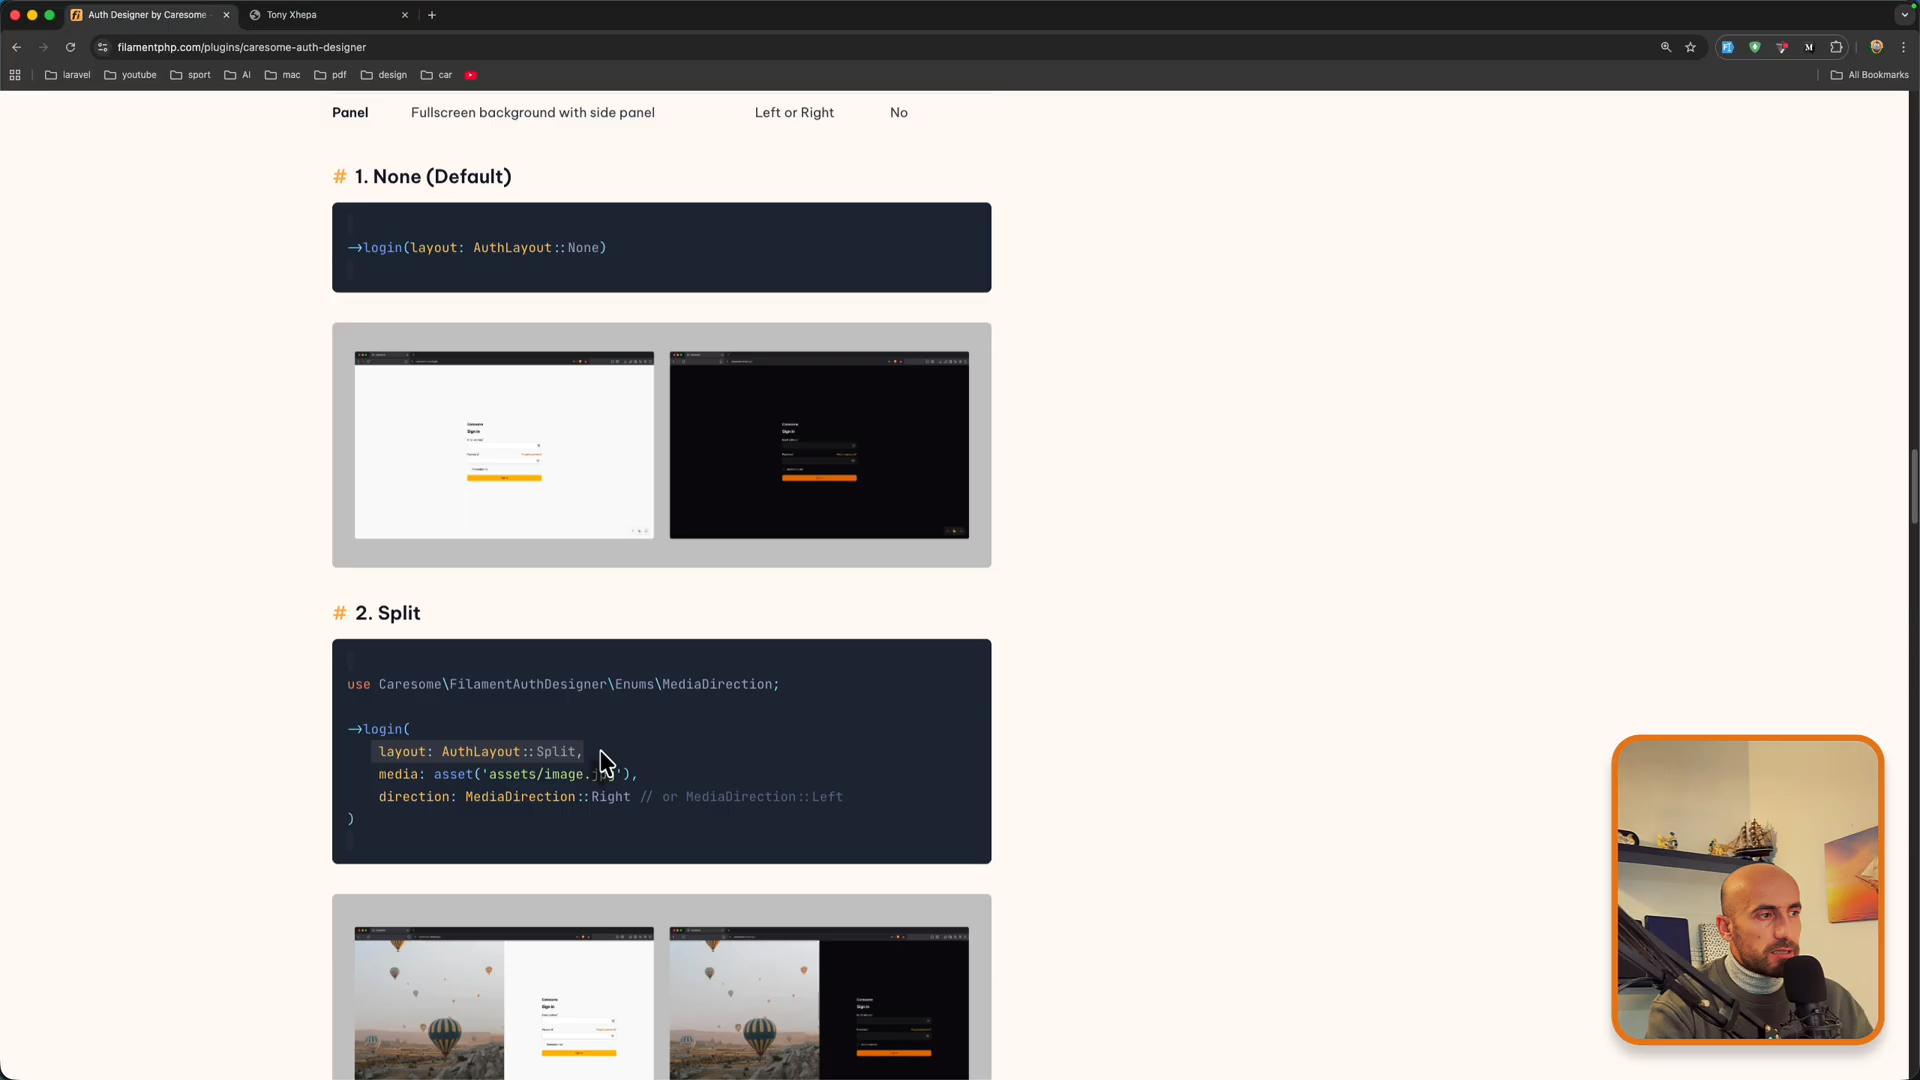 Auth Designer by Caresome
Tony Xhepa
filamentphp.com/plugins/caresome-auth-designer
laravel
youtube
sport
AI
mac
pdf
design
car
All Bookmarks
Panel Fullscreen background with side panel Left or Right No
# 1. None (Default)
->login(layout: AuthLayout::None)
# 2. Split
use Caresome\FilamentAuthDesigner\Enums\MediaDirection;
->login(
layout: AuthLayout::Split,
media: asset('assets/image.jpg'),
direction: MediaDirection::Right // or MediaDirection::Left
)